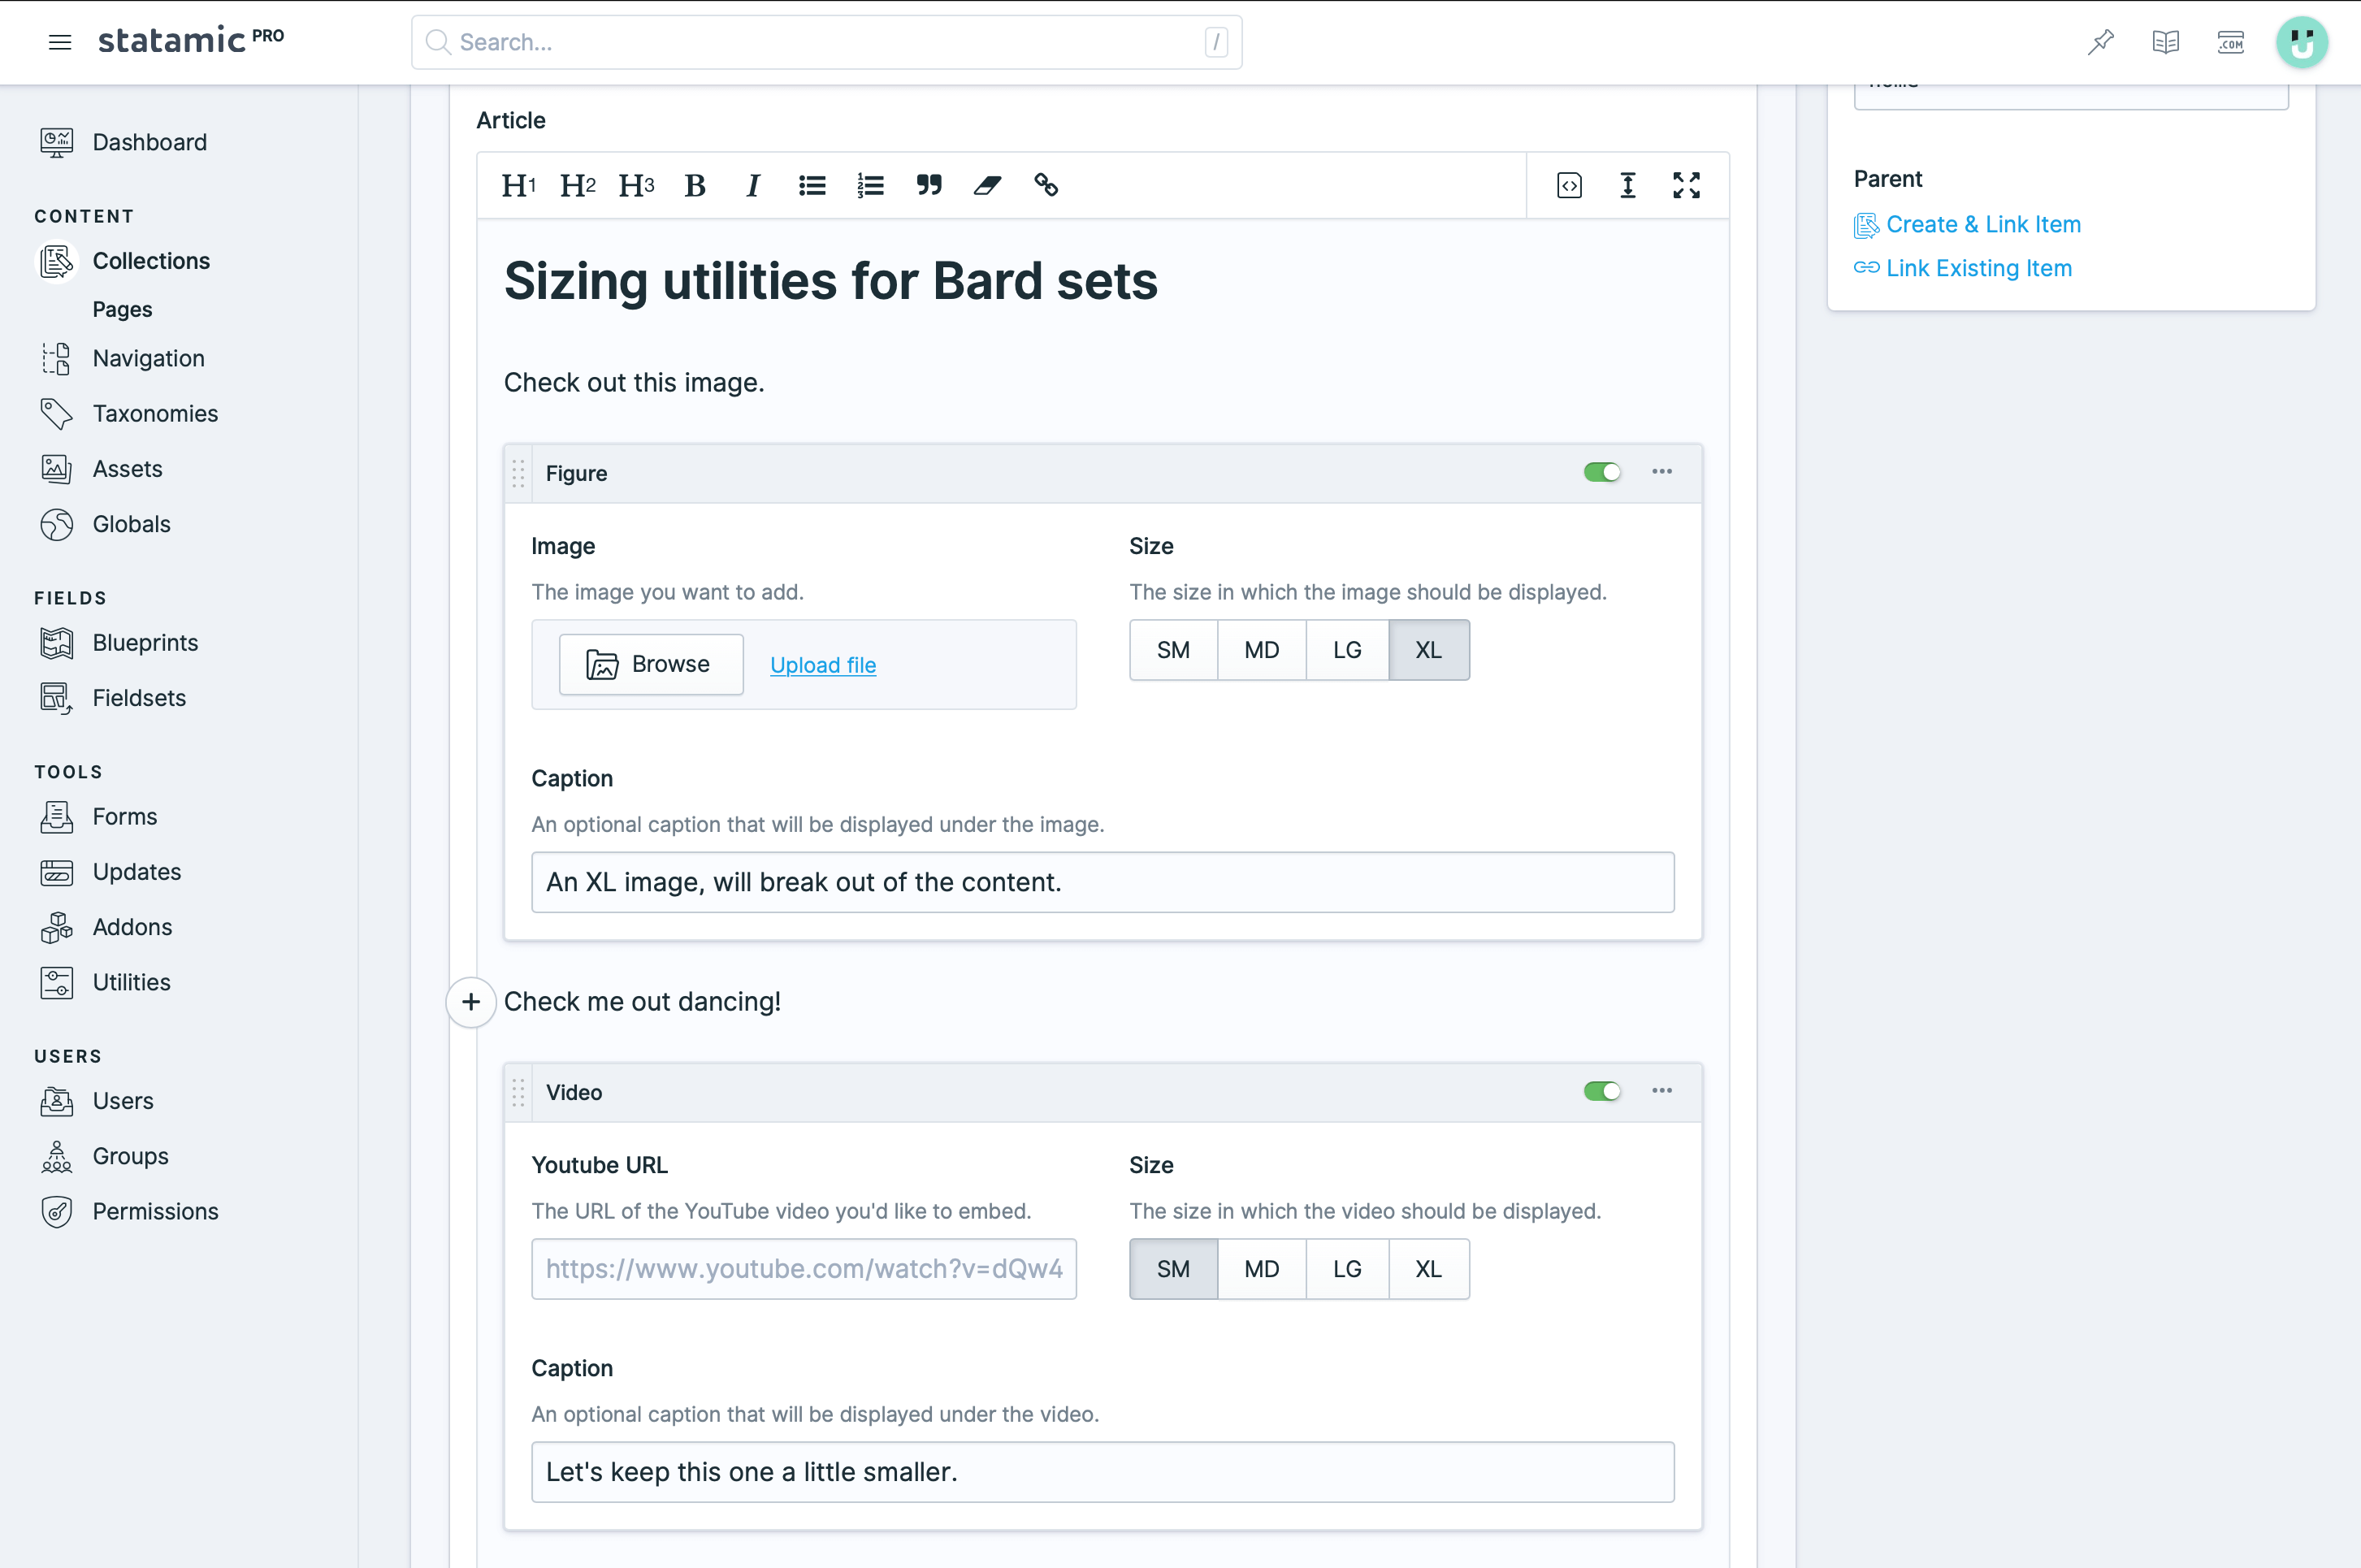 statamic PRO
Search...
/
.COM
Dashboard
CONTENT
Collections
Pages
Navigation
Taxonomies
Assets
Globals
FIELDS
Blueprints
Fieldsets
TOOLS
Forms
Updates
Addons
Utilities
USERS
Users
Groups
Permissions
Article
H1 H2 H3 B I
Sizing utilities for Bard sets
Check out this image.
Figure
Image
The image you want to add.
Browse
Upload file
Size
The size in which the image should be displayed.
SM MD LG XL
Caption
An optional caption that will be displayed under the image.
An XL image, will break out of the content.
Check me out dancing!
Video
Youtube URL
The URL of the YouTube video you'd like to embed.
https://www.youtube.com/watch?v=dQw4
Size
The size in which the video should be displayed.
SM MD LG XL
Caption
An optional caption that will be displayed under the video.
Let's keep this one a little smaller.
Parent
Create & Link Item
Link Existing Item